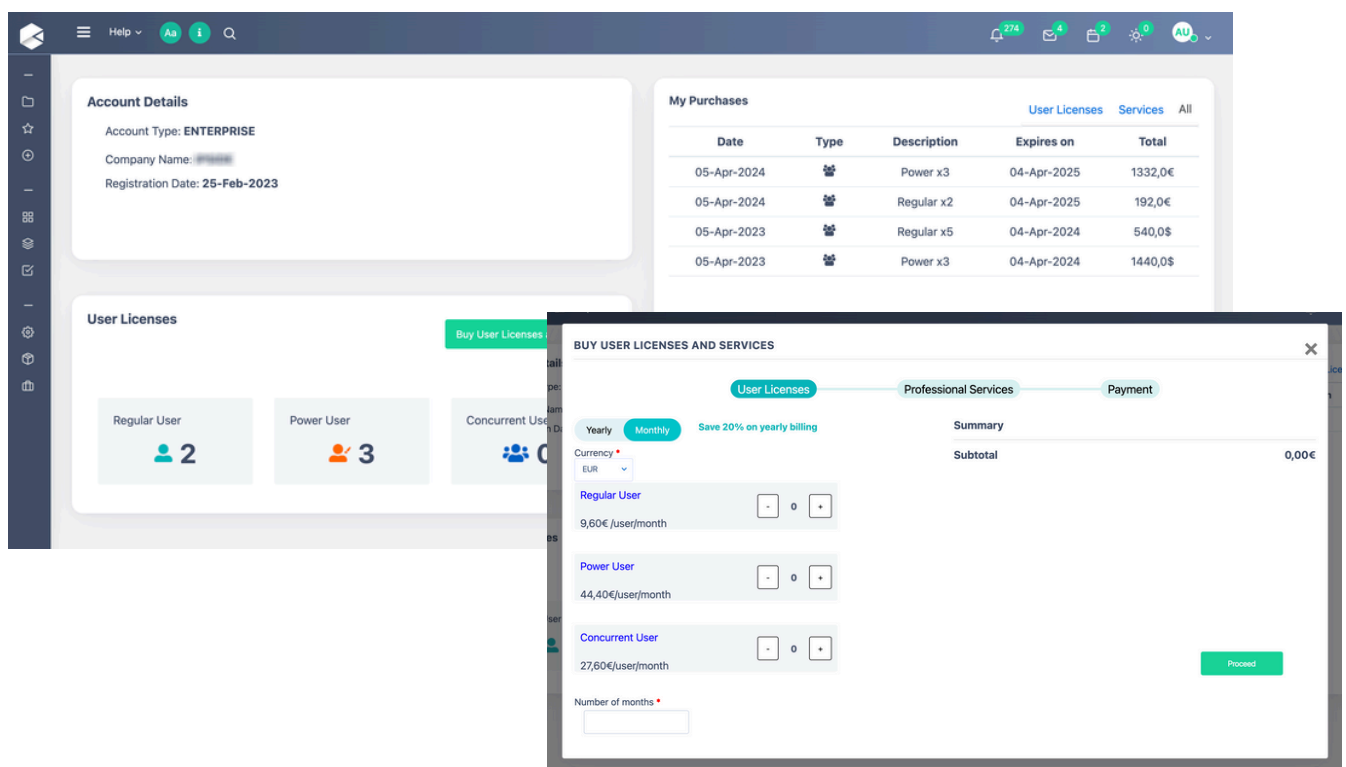 Help
Aa
i
274
4
2
0
AU
Account Details
Account Type: ENTERPRISE
Company Name:
Registration Date: 25-Feb-2023
My Purchases
User Licenses Services All
Date Type Description Expires on Total
05-Apr-2024 Power x3 04-Apr-2025 1332,0€
05-Apr-2024 Regular x2 04-Apr-2025 192,0€
05-Apr-2023 Regular x5 04-Apr-2024 540,0$
05-Apr-2023 Power x3 04-Apr-2024 1440,0$
User Licenses
Buy User Licenses
Regular User
2
Power User
3
Concurrent Use
BUY USER LICENSES AND SERVICES
User Licenses Professional Services Payment
Yearly Monthly Save 20% on yearly billing
Currency *
EUR
Regular User
- 0 +
9,60€ /user/month
Power User
- 0 +
44,40€/user/month
Concurrent User
- 0 +
27,60€/user/month
Number of months *
Summary
Subtotal 0,00€
Proceed